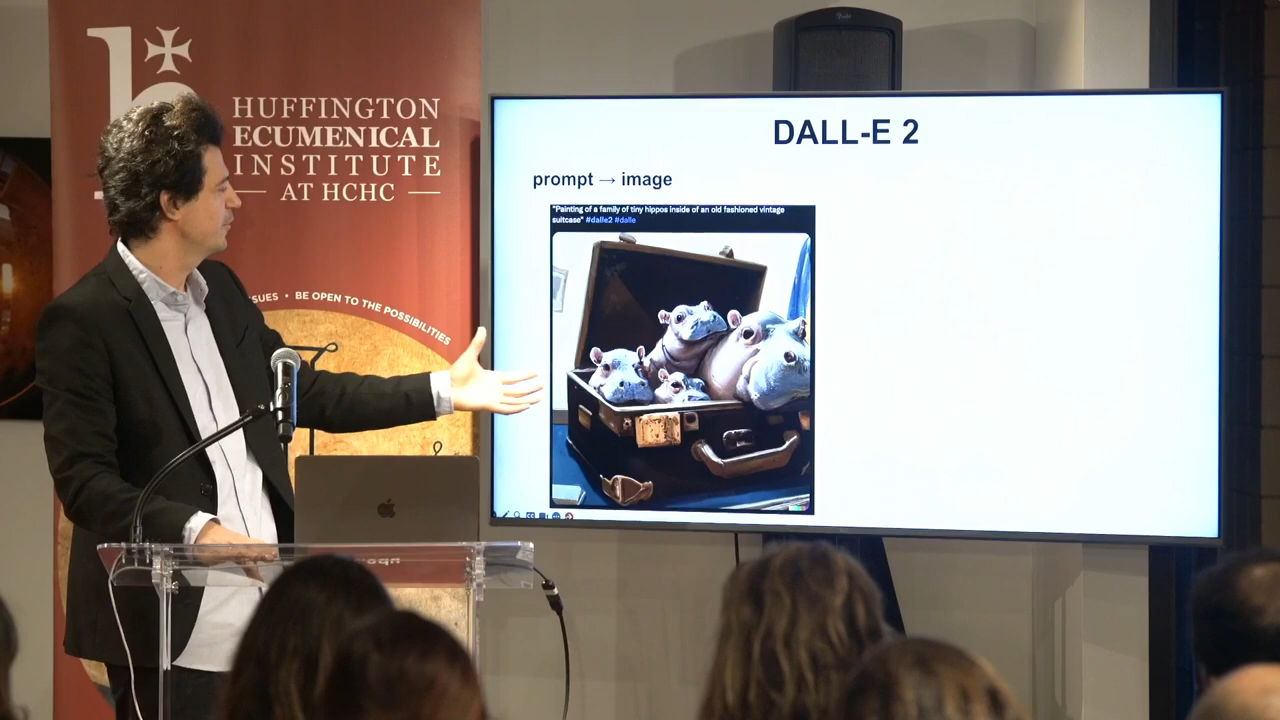 h
HUFFINGTON
ECUMENICAL
INSTITUTE
AT HCHC
SUES • BE OPEN TO THE POSSIBILITIES
DALL-E 2
prompt → image
"Painting of a family of tiny hippos inside of an old fashioned vintage
suitcase" #dalle2 #dalle